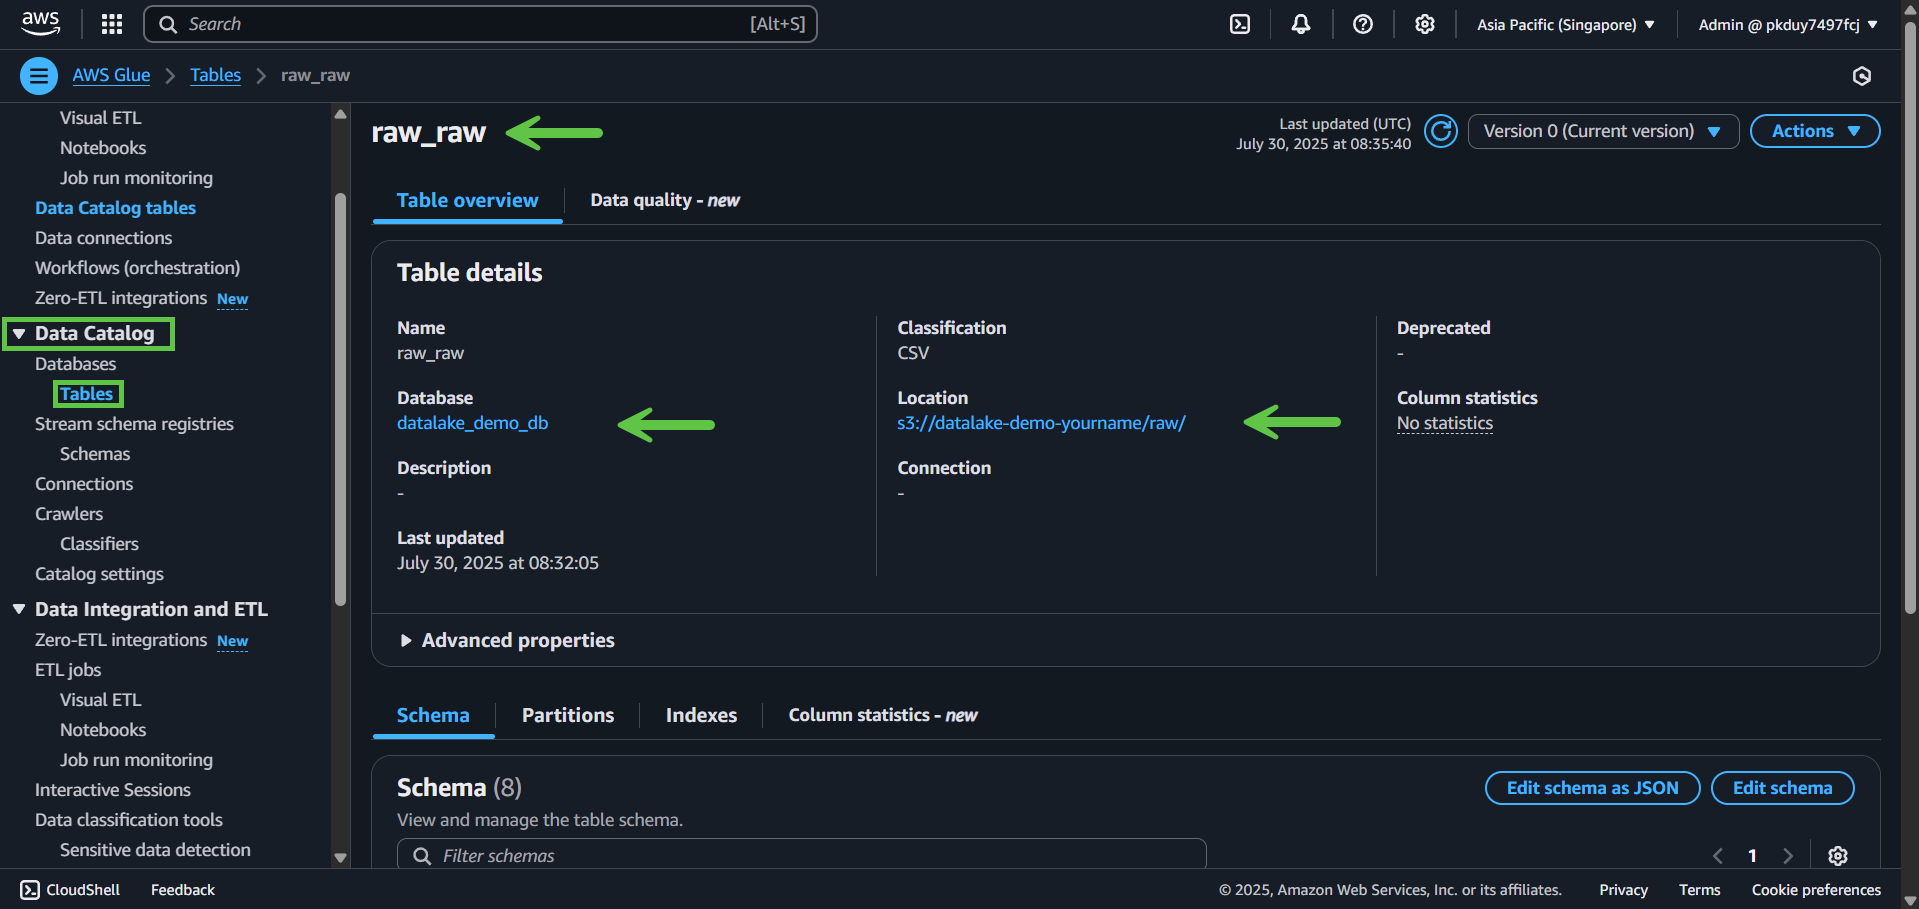 aws
Search [Alt+S]
Asia Pacific (Singapore)
Admin @ pkduy7497fcj
AWS Glue
Tables
raw_raw
Visual ETL
Notebooks
Job run monitoring
Data Catalog tables
Data connections
Workflows (orchestration)
Zero-ETL integrations New
Data Catalog
Databases
Tables
Stream schema registries
Schemas
Connections
Crawlers
Classifiers
Catalog settings
Data Integration and ETL
Zero-ETL integrations New
ETL jobs
Visual ETL
Notebooks
Job run monitoring
Interactive Sessions
Data classification tools
Sensitive data detection
raw_raw
Last updated (UTC)
July 30, 2025 at 08:35:40
Version 0 (Current version)
Actions
Table overview
Data quality - new
Table details
Name
raw_raw
Database
datalake_demo_db
Description
-
Last updated
July 30, 2025 at 08:32:05
Classification
CSV
Location
s3://datalake-demo-yourname/raw/
Connection
-
Deprecated
-
Column statistics
No statistics
Advanced properties
Schema
Partitions
Indexes
Column statistics - new
Schema (8)
View and manage the table schema.
Edit schema as JSON
Edit schema
Filter schemas
1
CloudShell
Feedback
© 2025, Amazon Web Services, Inc. or its affiliates.
Privacy
Terms
Cookie preferences